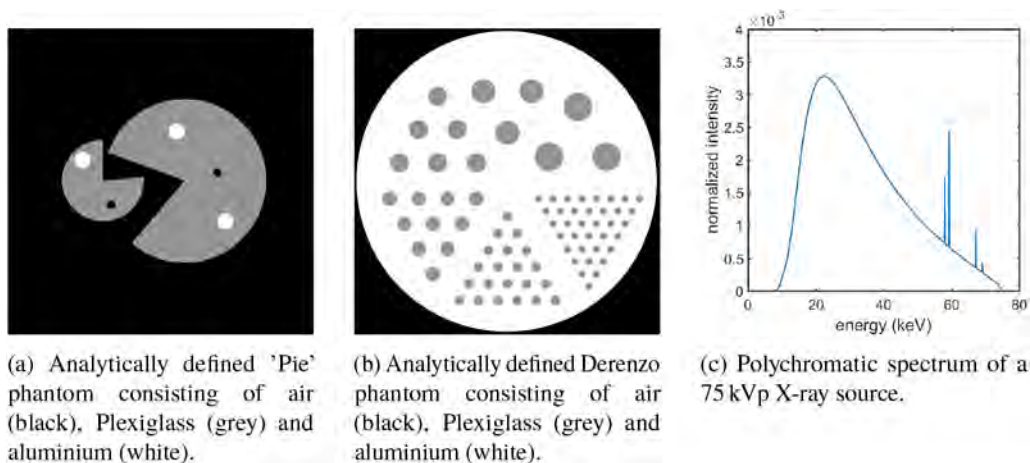 ×10⁻³
4
3.5
3
2.5
2
1.5
1
0.5
0
0 20 40 60 80
normalized intensity
energy (keV)
(a) Analytically defined 'Pie'
phantom consisting of air
(black), Plexiglass (grey) and
aluminium (white).
(b) Analytically defined Derenzo
phantom consisting of air
(black), Plexiglass (grey) and
aluminium (white).
(c) Polychromatic spectrum of a
75 kVp X-ray source.